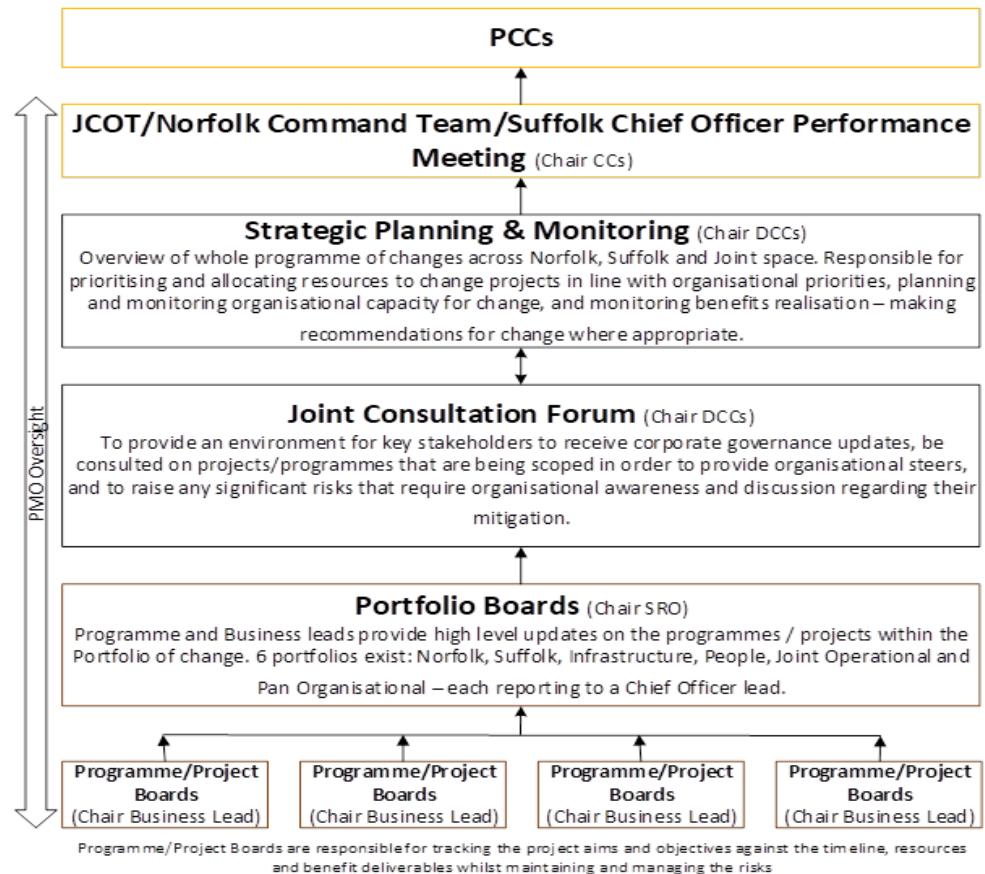 PCCs
JCOT/Norfolk Command Team/Suffolk Chief Officer Performance
Meeting (Chair CCs)
Strategic Planning & Monitoring (Chair DCCs)
Overview of whole programme of changes across Norfolk, Suffolk and Joint space. Responsible for
prioritising and allocating resources to change projects in line with organisational priorities, planning
and monitoring organisational capacity for change, and monitoring benefits realisation – making
recommendations for change where appropriate.
PMO Oversight
Joint Consultation Forum (Chair DCCs)
To provide an environment for key stakeholders to receive corporate governance updates, be
consulted on projects/programmes that are being scoped in order to provide organisational steers,
and to raise any significant risks that require organisational awareness and discussion regarding their
mitigation.
Portfolio Boards (Chair SRO)
Programme and Business leads provide high level updates on the programmes / projects within the
Portfolio of change. 6 portfolios exist: Norfolk, Suffolk, Infrastructure, People, Joint Operational and
Pan Organisational – each reporting to a Chief Officer lead.
Programme/Project
Boards
(Chair Business Lead)
Programme/Project
Boards
(Chair Business Lead)
Programme/Project
Boards
(Chair Business Lead)
Programme/Project
Boards
(Chair Business Lead)
Programme/Project Boards are responsible for tracking the project aims and objectives against the timeline, resources
and benefit deliverables whilst maintaining and managing the risks